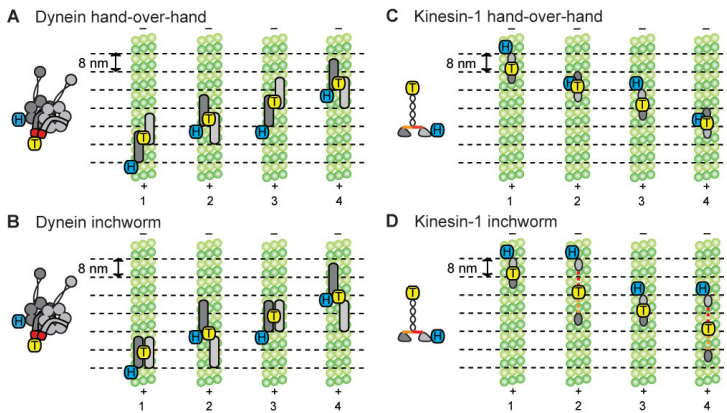 A Dynein hand-over-hand
8 nm
− − − −
H T
H T H T H T H T
+ + + +
1 2 3 4
B Dynein inchworm
8 nm
− − − −
H T
H T H T H T H T
+ + + +
1 2 3 4
C Kinesin-1 hand-over-hand
8 nm
− − − −
T H
H T H T H T H T
+ + + +
1 2 3 4
D Kinesin-1 inchworm
8 nm
− − − −
T H
H T H T H T H T
+ + + +
1 2 3 4